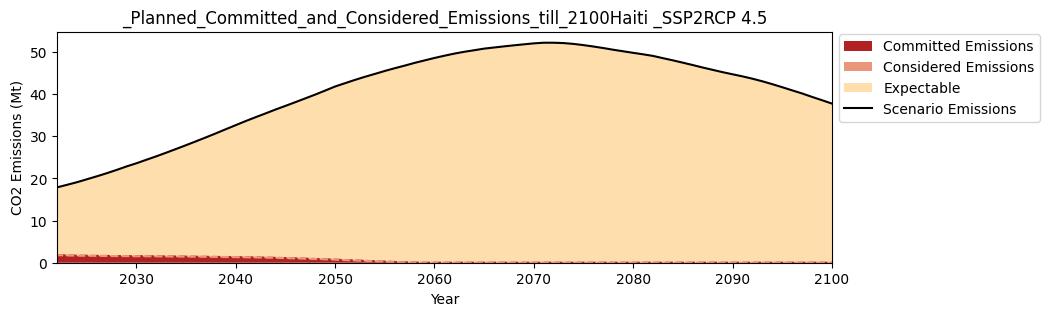 _Planned_Committed_and_Considered_Emissions_till_2100Haiti _SSP2RCP 4.5
CO2 Emissions (Mt)
50
40
30
20
10
0
2030 2040 2050 2060 2070 2080 2090 2100
Year
Committed Emissions
Considered Emissions
Expectable
Scenario Emissions